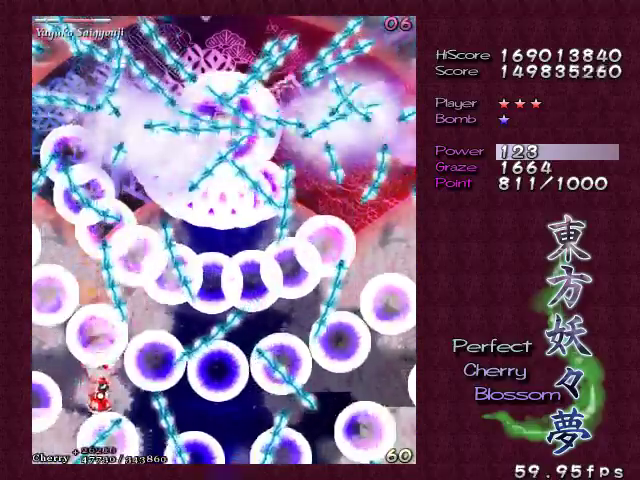 Yuyuko Saigyouji
06
HiScore 169013840
Score 149835260
Player
Bomb
Power 123
Graze 1664
Point 811/1000
東方妖々夢
Perfect
Cherry
Blossom
Cherry
60
59.95fps